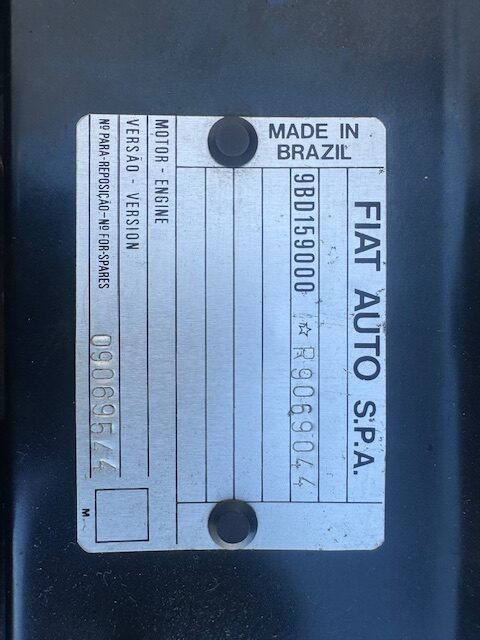 MADE IN
BRAZIL
FIAT AUTO S.P.A.
9BD159000 ☆R9069044
MOTOR - ENGINE
VERSÃO - VERSION
Nº PARA-REPOSIÇÃO-Nº FOR-SPARES 09069544
M